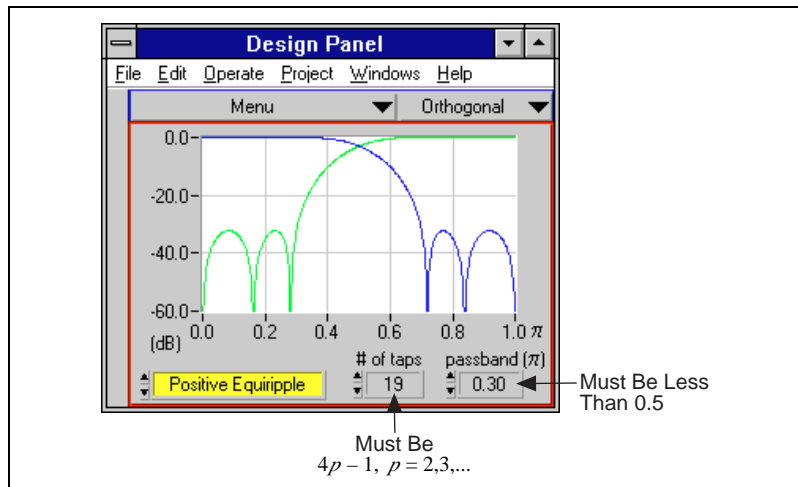 Design Panel
File Edit Operate Project Windows Help
Menu Orthogonal
0.0
-20.0
-40.0
-60.0
(dB)
0.0 0.2 0.4 0.6 0.8 1.0 π
# of taps passband (π)
Positive Equiripple 19 0.30
Must Be Less
Than 0.5
Must Be
4p – 1, p = 2,3,...